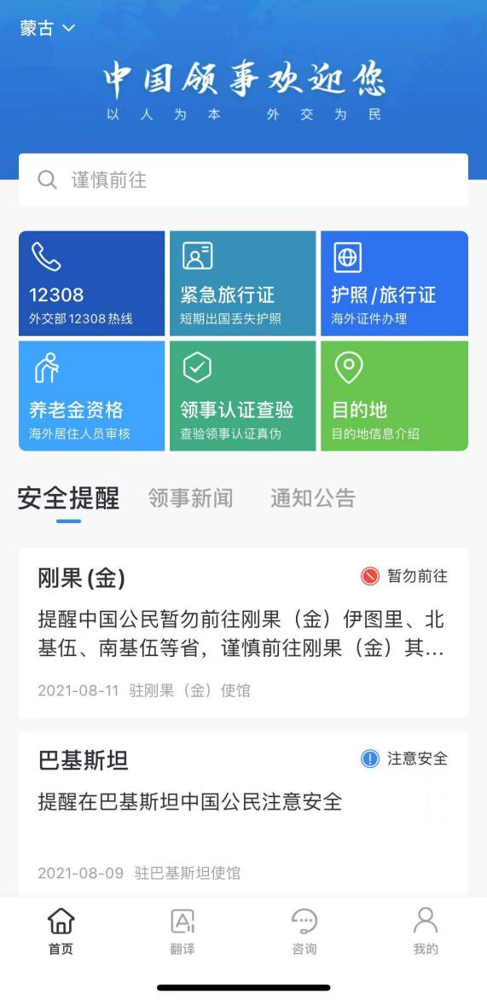 蒙古
中国领事欢迎您
以人为本 外交为民
谨慎前往
12308
外交部12308热线
紧急旅行证
短期出国丢失护照
护照/旅行证
海外证件办理
养老金资格
海外居住人员审核
领事认证查验
查验领事认证真伪
目的地
目的地信息介绍
安全提醒 领事新闻 通知公告
刚果(金) 暂勿前往
提醒中国公民暂勿前往刚果（金）伊图里、北
基伍、南基伍等省，谨慎前往刚果（金）其...
2021-08-11 驻刚果（金）使馆
巴基斯坦 注意安全
提醒在巴基斯坦中国公民注意安全
2021-08-09 驻巴基斯坦使馆
首页 翻译 咨询 我的